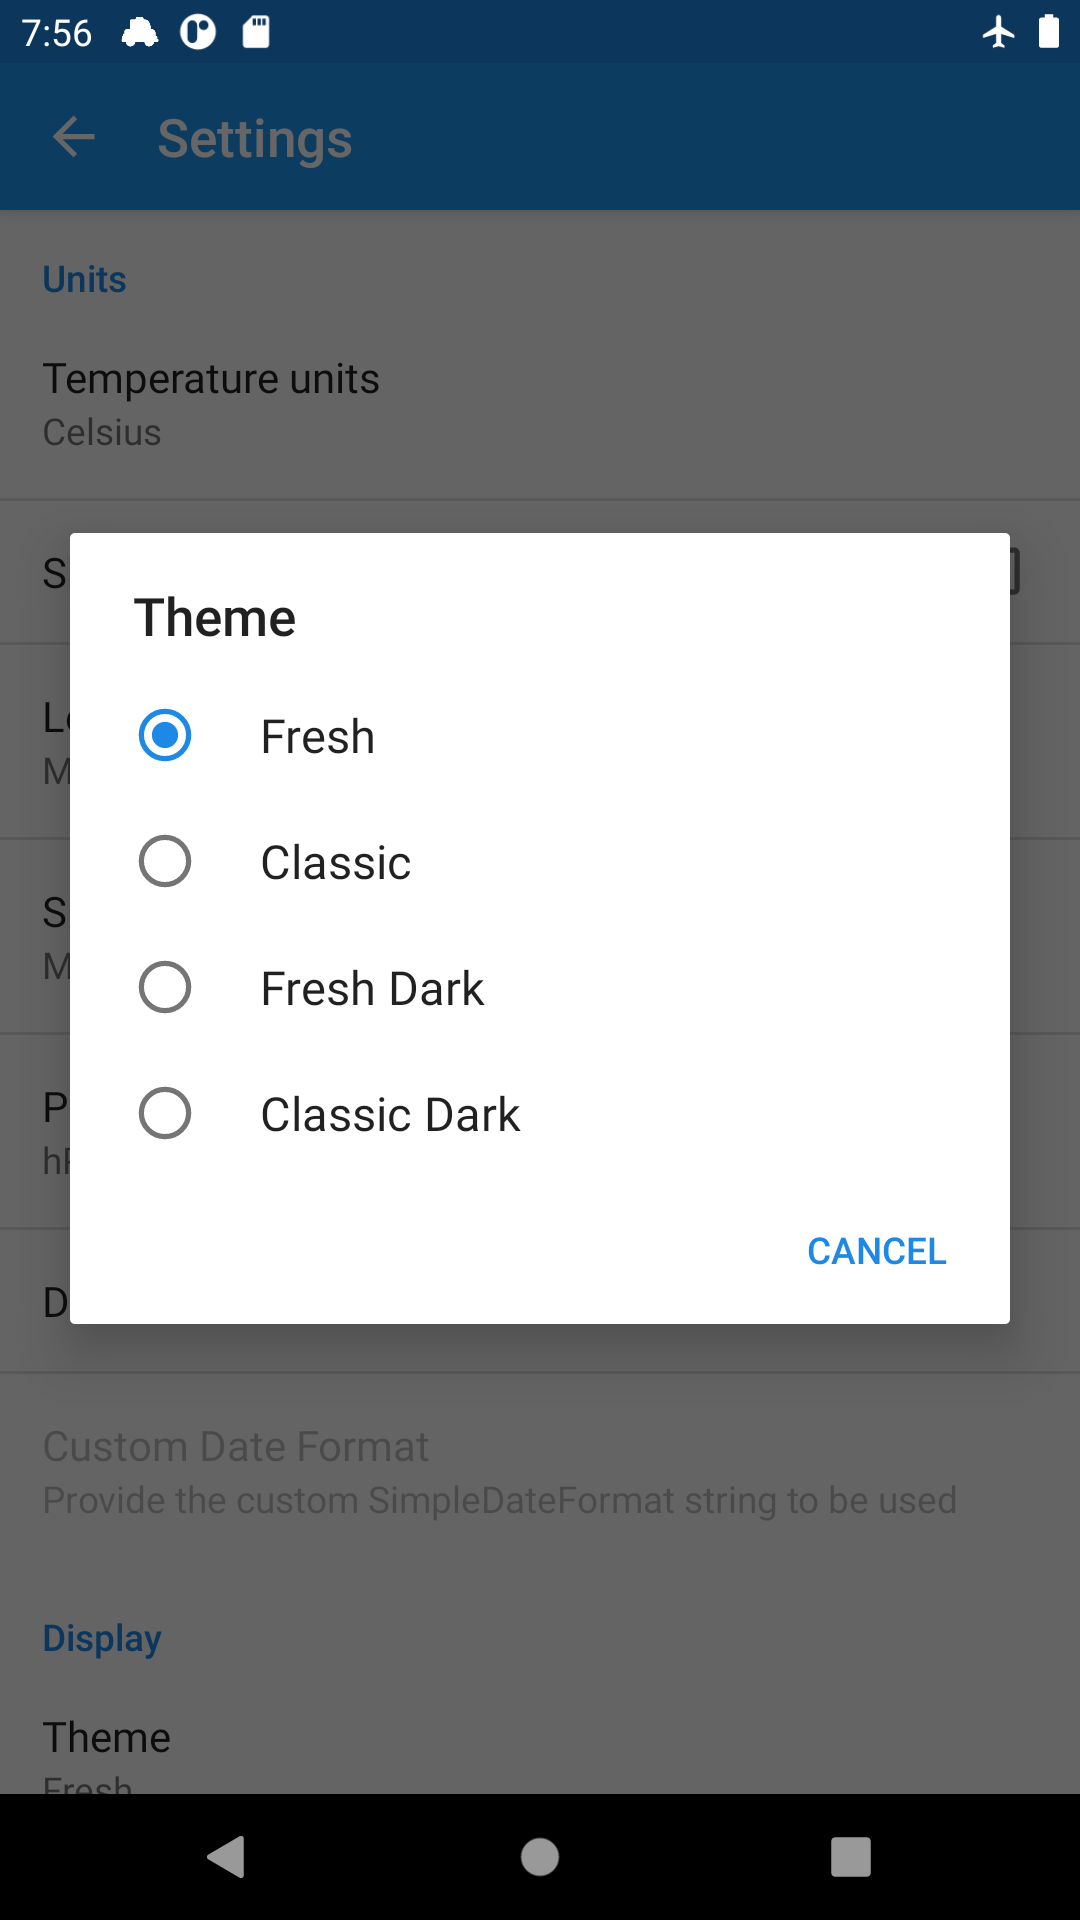 7:56
Settings
Units
Temperature units
Celsius
Theme
Fresh
Classic
Fresh Dark
Classic Dark
CANCEL
Custom Date Format
Provide the custom SimpleDateFormat string to be used
Display
Theme
Fresh